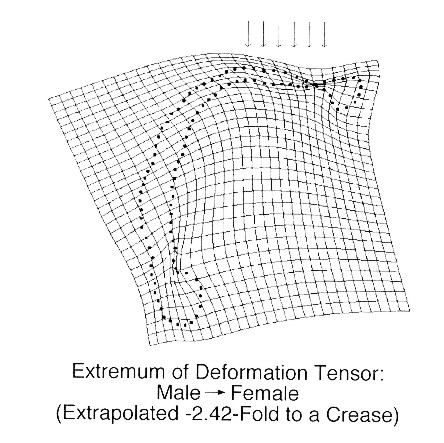 Extremum of Deformation Tensor:
Male → Female
(Extrapolated -2.42-Fold to a Crease)